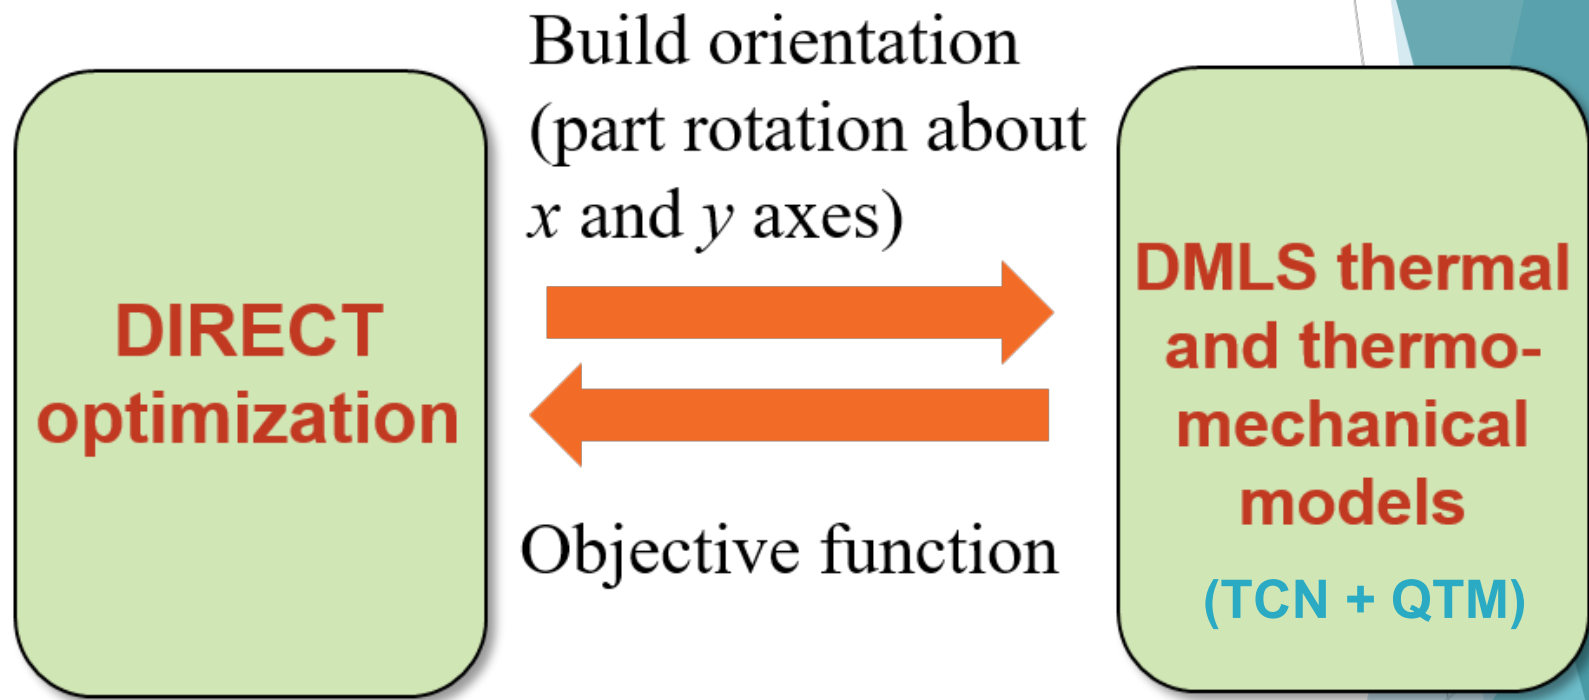 DIRECT
optimization
Build orientation
(part rotation about
x and y axes)
Objective function
DMLS thermal
and thermo-
mechanical
models
(TCN + QTM)